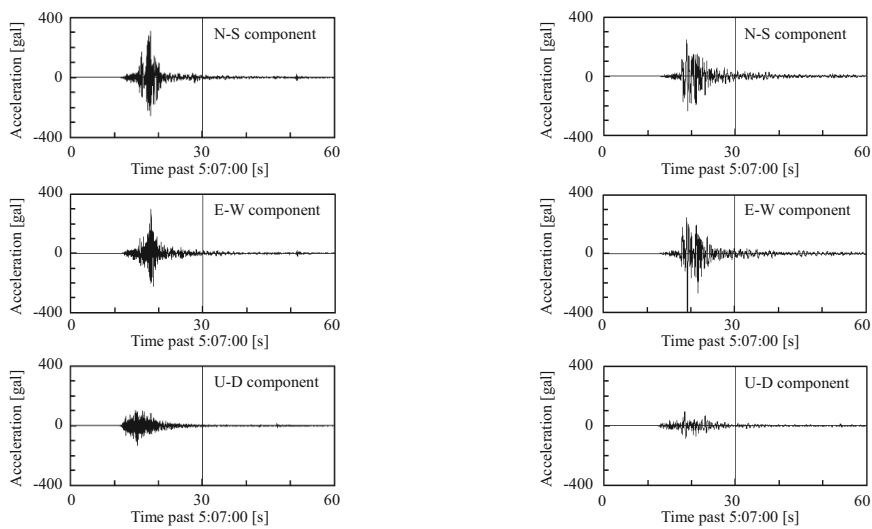 400
N-S component
Acceleration [gal]
0
-400
0
30
60
Time past 5:07:00 [s]
400
E-W component
Acceleration [gal]
0
-400
0
30
60
Time past 5:07:00 [s]
400
U-D component
Acceleration [gal]
0
-400
0
30
60
Time past 5:07:00 [s]
400
N-S component
Acceleration [gal]
0
-400
0
30
60
Time past 5:07:00 [s]
400
E-W component
Acceleration [gal]
0
-400
0
30
60
Time past 5:07:00 [s]
400
U-D component
Acceleration [gal]
0
-400
0
30
60
Time past 5:07:00 [s]